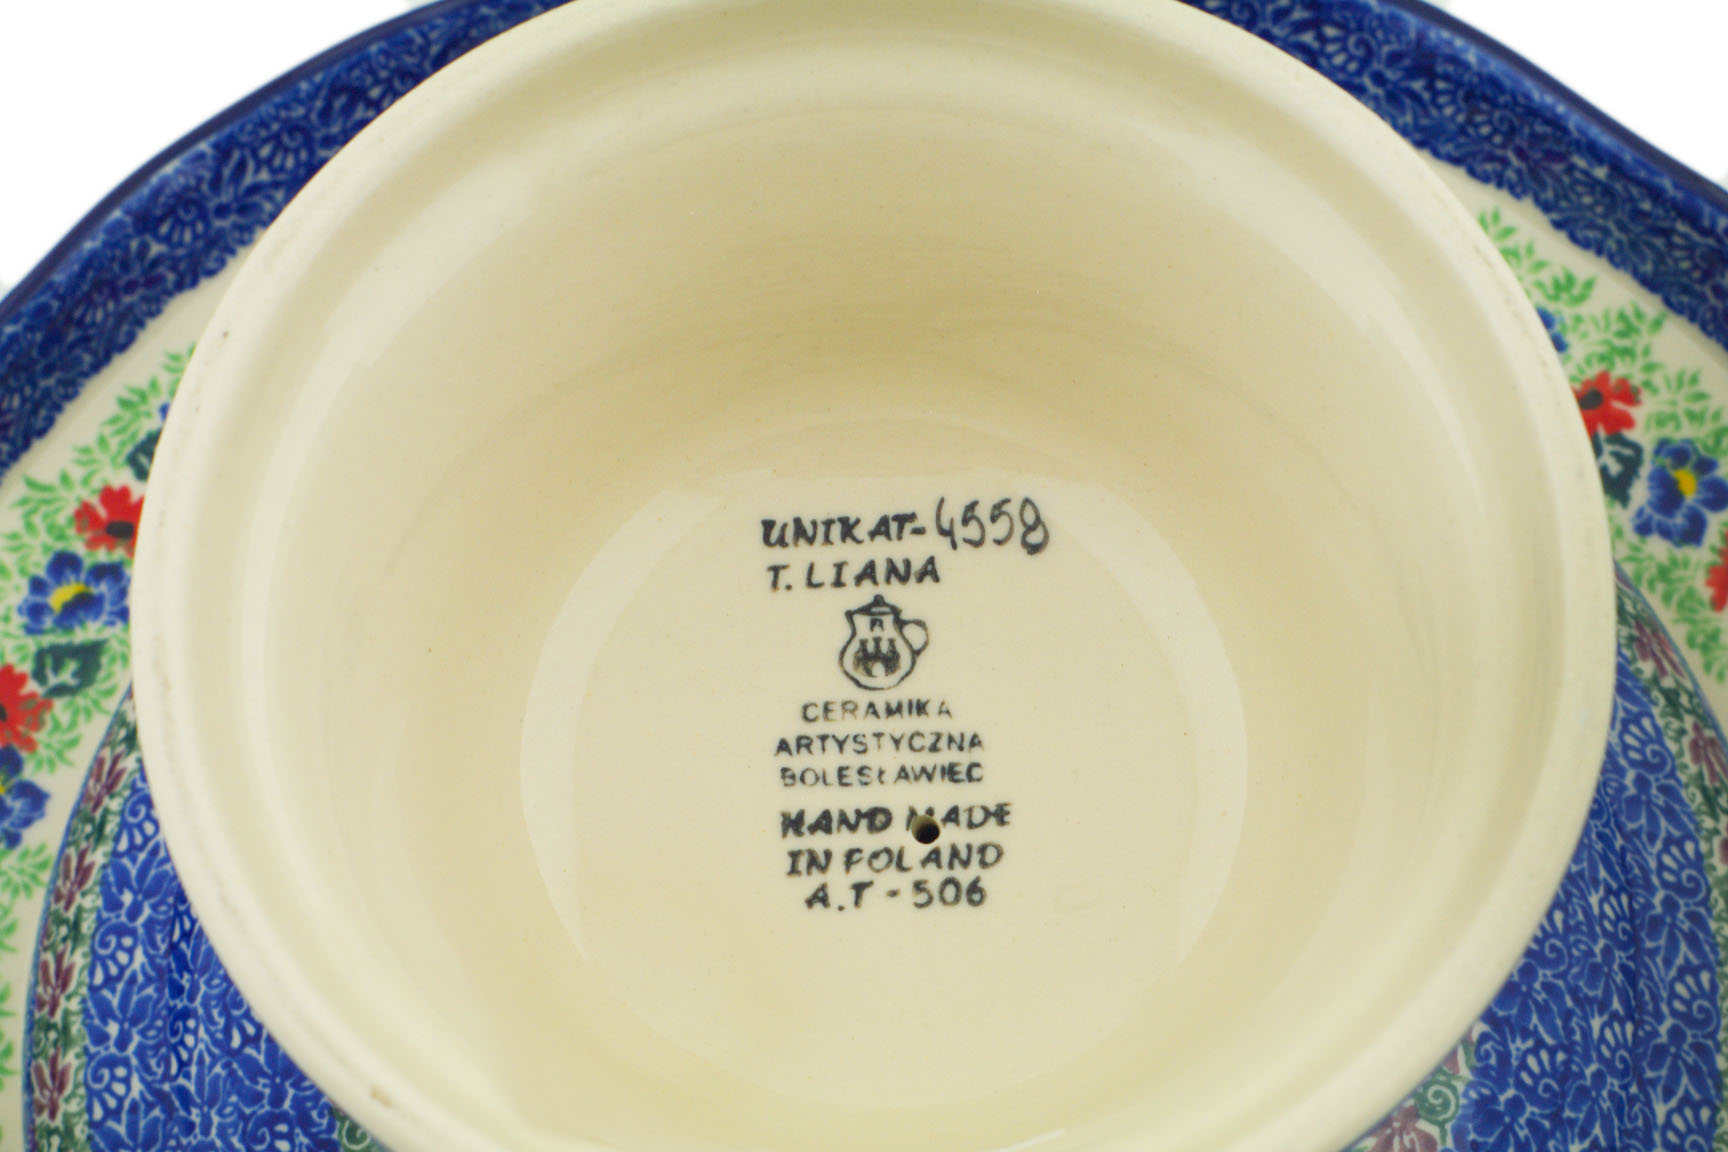 UNIKAT-4558
T. LIANA
CERAMIKA
ARTYSTYCZNA
BOLESŁAWIEC
HAND MADE
IN POLAND
A.T - 506